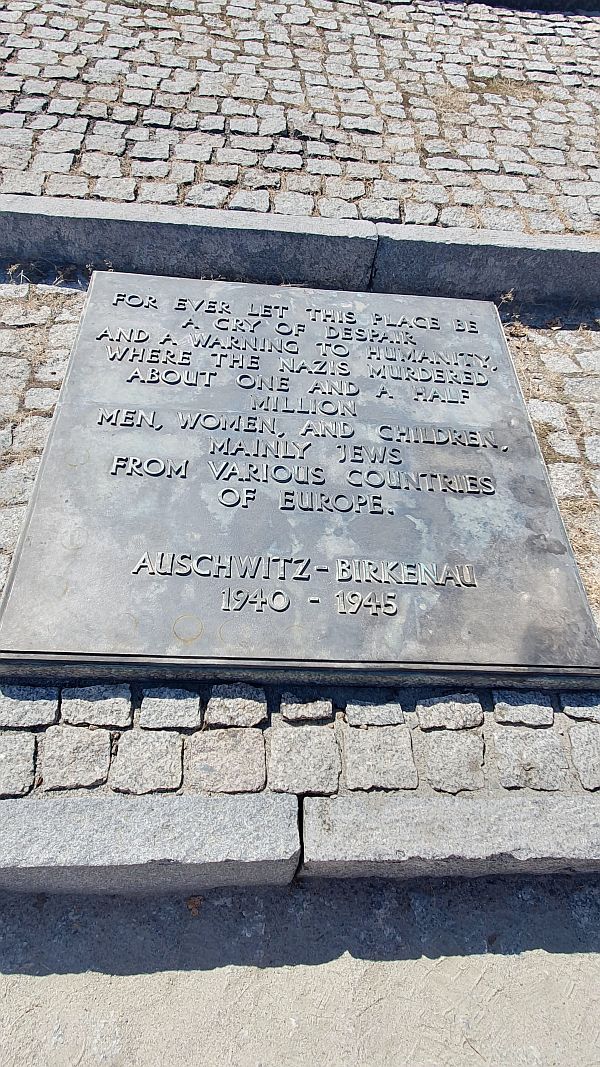 FOR EVER LET THIS PLACE BE
A CRY OF DESPAIR
AND A WARNING TO HUMANITY,
WHERE THE NAZIS MURDERED
ABOUT ONE AND A HALF
MILLION
MEN, WOMEN, AND CHILDREN,
MAINLY JEWS
FROM VARIOUS COUNTRIES
OF EUROPE.
AUSCHWITZ-BIRKENAU
1940 - 1945